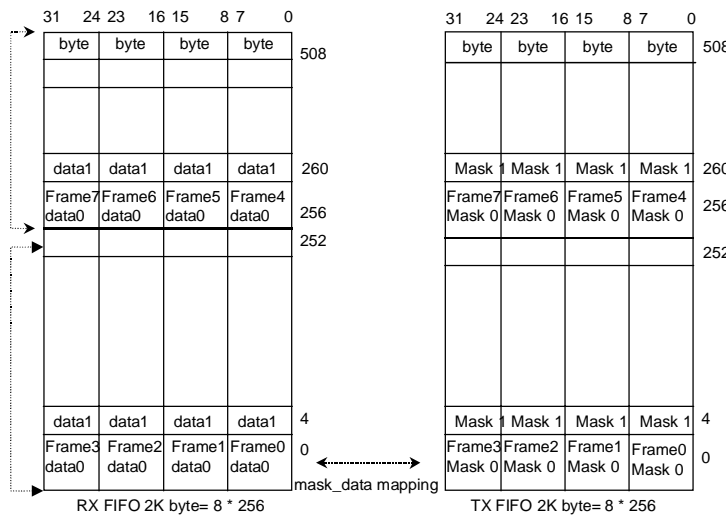 31 24 23 16 15 8 7 0
byte byte byte byte 508
data1 data1 data1 data1 260
Frame7 Frame6 Frame5 Frame4 256
data0 data0 data0 data0
252
data1 data1 data1 data1 4
Frame3 Frame2 Frame1 Frame0 0
data0 data0 data0 data0
RX FIFO 2K byte= 8 * 256
mask_data mapping
31 24 23 16 15 8 7 0
byte byte byte byte 508
Mask 1 Mask 1 Mask 1 Mask 1 260
Frame7 Frame6 Frame5 Frame4 256
Mask 0 Mask 0 Mask 0 Mask 0
252
Mask 1 Mask 1 Mask 1 Mask 1 4
Frame3 Frame2 Frame1 Frame0 0
Mask 0 Mask 0 Mask 0 Mask 0
TX FIFO 2K byte= 8 * 256